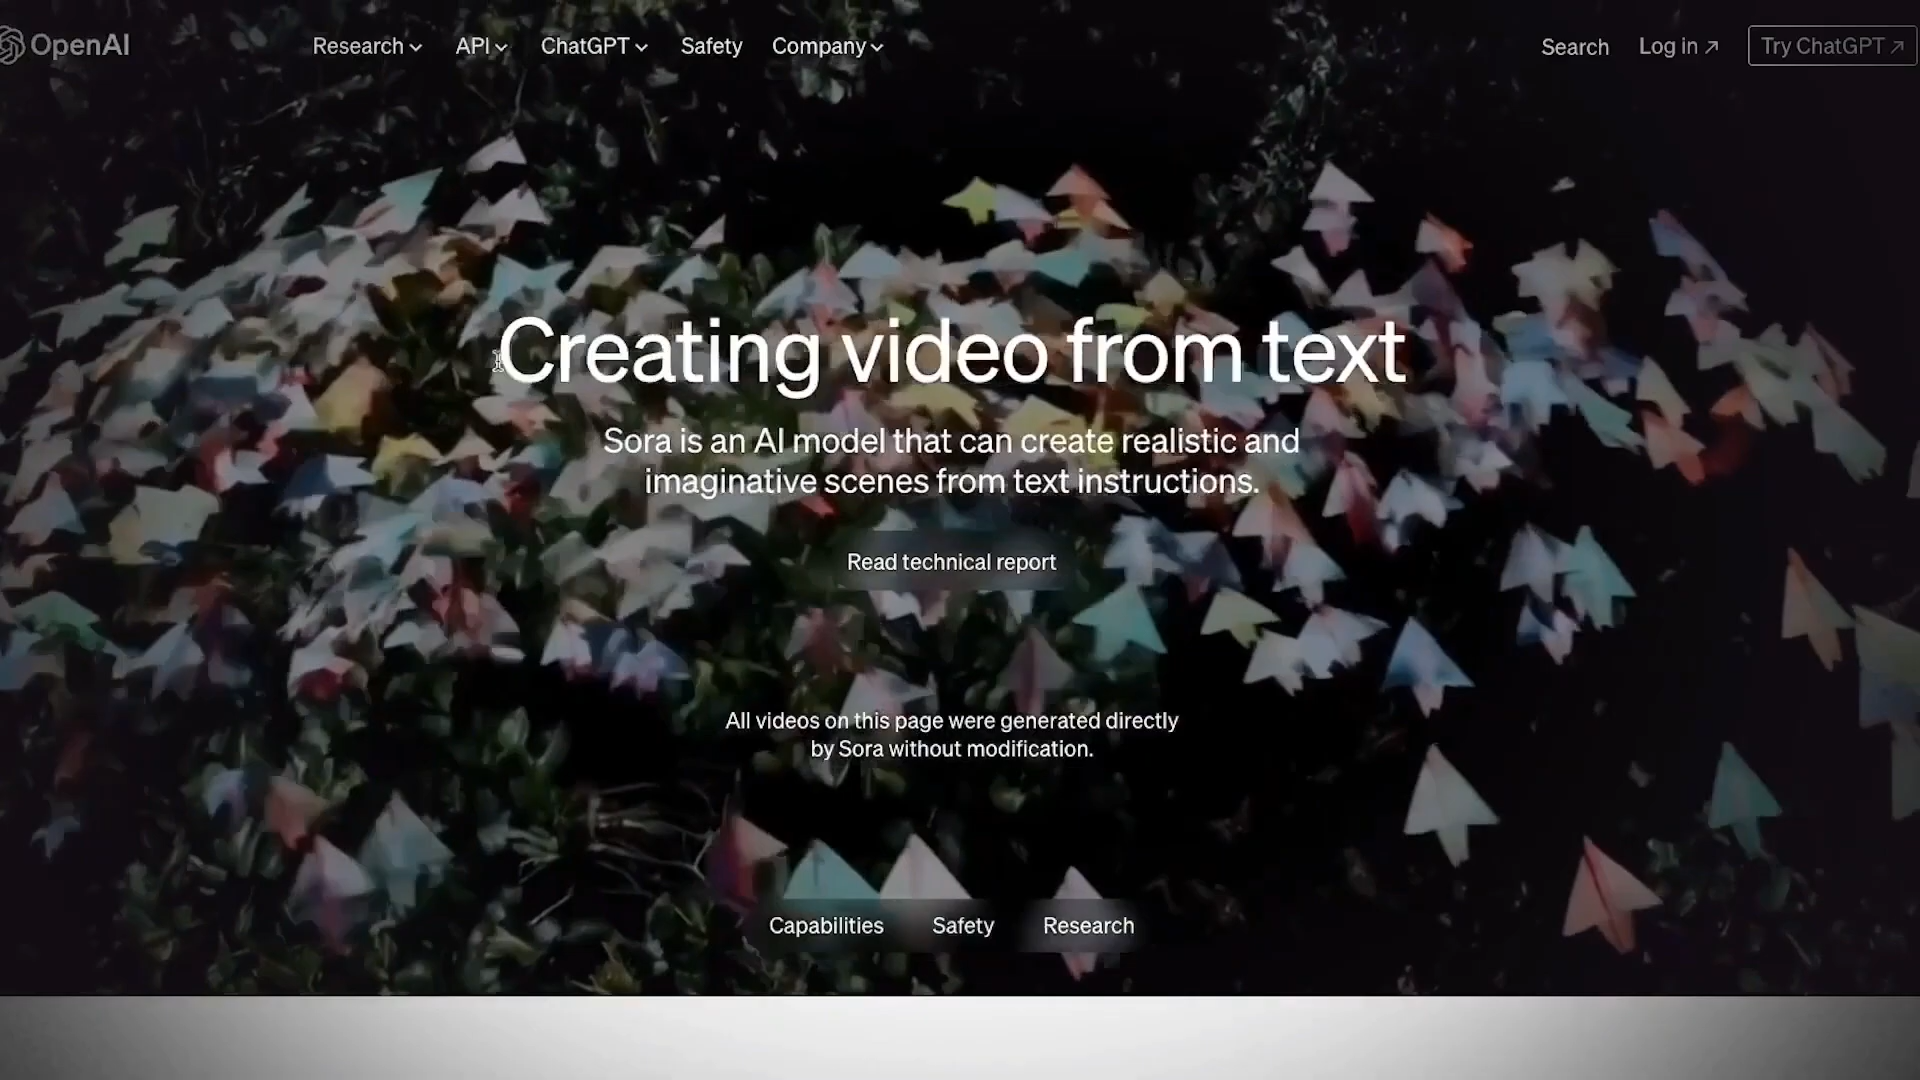 OpenAI
Research
API
ChatGPT
Safety
Company
Search
Log in ↗
Try ChatGPT ↗
Creating video from text
Sora is an AI model that can create realistic and
imaginative scenes from text instructions.
Read technical report
All videos on this page were generated directly
by Sora without modification.
Capabilities
Safety
Research